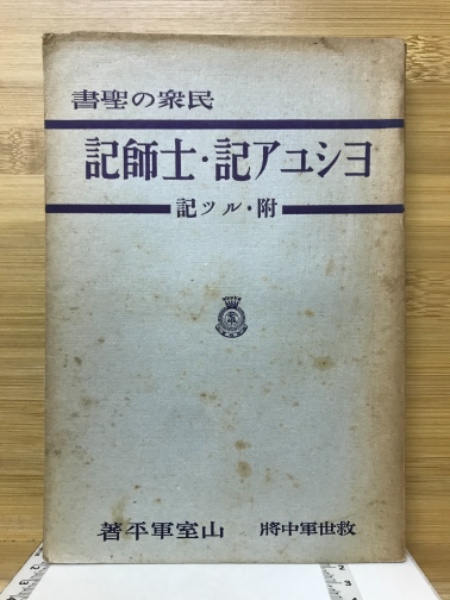 民衆の聖書
ヨシユア記・士師記
附・ルツ記
救世軍中將 山室軍平著